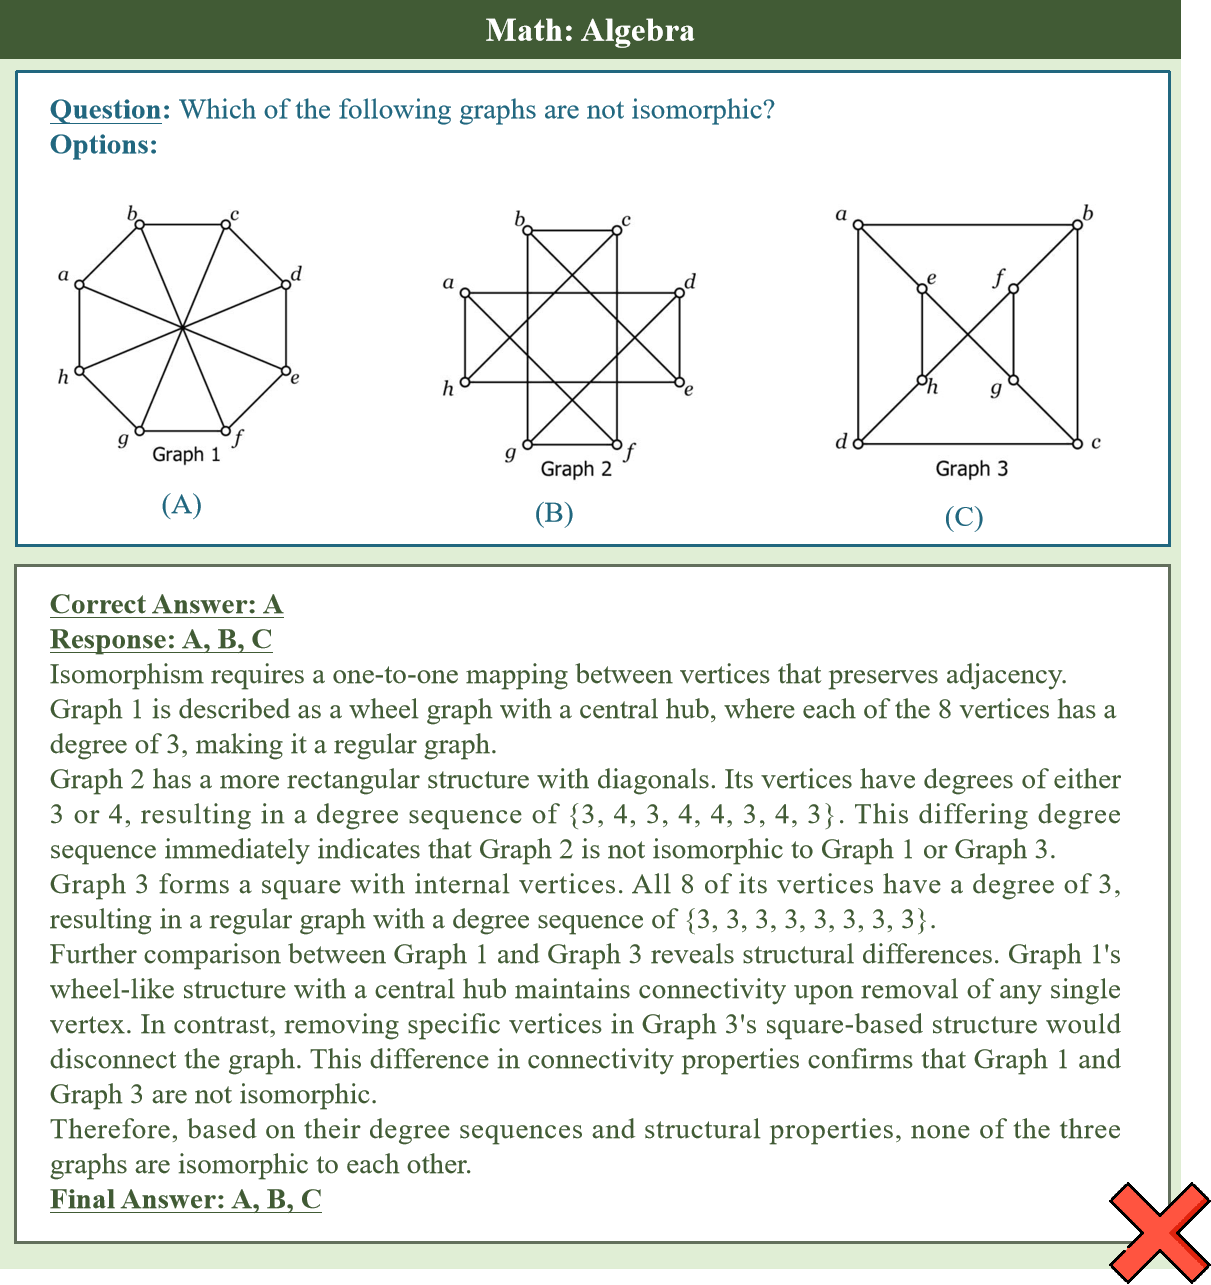 Math: Algebra
Question: Which of the following graphs are not isomorphic?
Options:
b c
a d
h e
g f
Graph 1
(A)
b c
a d
h e
g f
Graph 2
(B)
a b
e f
h g
d c
Graph 3
(C)
Correct Answer: A
Response: A, B, C
Isomorphism requires a one-to-one mapping between vertices that preserves adjacency.
Graph 1 is described as a wheel graph with a central hub, where each of the 8 vertices has a
degree of 3, making it a regular graph.
Graph 2 has a more rectangular structure with diagonals. Its vertices have degrees of either
3 or 4, resulting in a degree sequence of {3, 4, 3, 4, 4, 3, 4, 3}. This differing degree
sequence immediately indicates that Graph 2 is not isomorphic to Graph 1 or Graph 3.
Graph 3 forms a square with internal vertices. All 8 of its vertices have a degree of 3,
resulting in a regular graph with a degree sequence of {3, 3, 3, 3, 3, 3, 3, 3}.
Further comparison between Graph 1 and Graph 3 reveals structural differences. Graph 1's
wheel-like structure with a central hub maintains connectivity upon removal of any single
vertex. In contrast, removing specific vertices in Graph 3's square-based structure would
disconnect the graph. This difference in connectivity properties confirms that Graph 1 and
Graph 3 are not isomorphic.
Therefore, based on their degree sequences and structural properties, none of the three
graphs are isomorphic to each other.
Final Answer: A, B, C